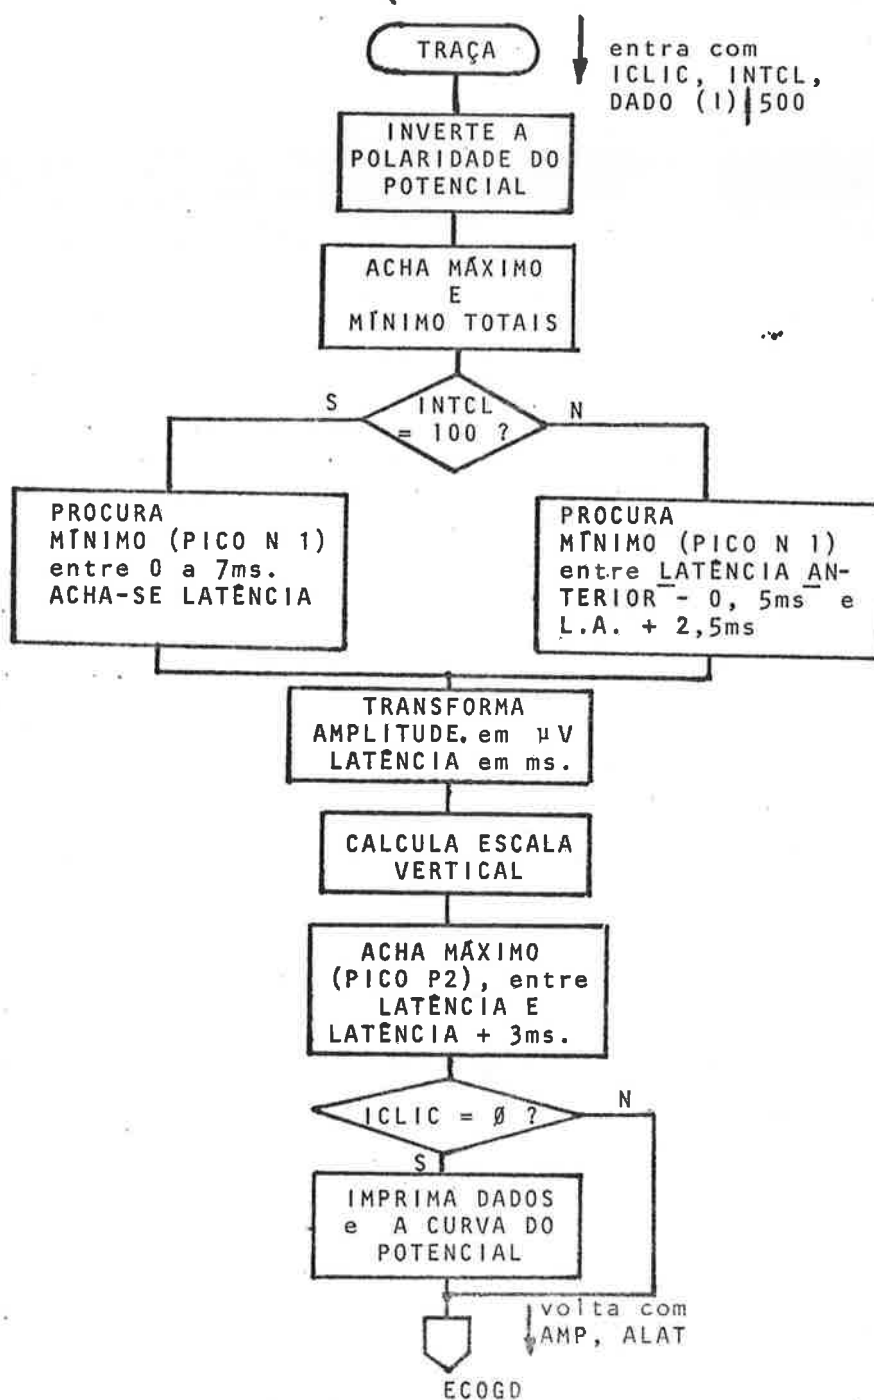 TRAÇA
entra com
ICLIC, INTCL,
DADO (I)|500
INVERTE A
POLARIDADE DO
POTENCIAL
ACHA MÁXIMO
E
MÍNIMO TOTAIS
S
INTCL
= 100 ?
N
PROCURA
MÍNIMO (PICO N 1)
entre 0 a 7ms.
ACHA-SE LATÊNCIA
PROCURA
MÍNIMO (PICO N 1)
entre LATÊNCIA AN-
TERIOR - 0, 5ms e
L.A. + 2,5ms
TRANSFORMA
AMPLITUDE. em μV
LATÊNCIA em ms.
CALCULA ESCALA
VERTICAL
ACHA MÁXIMO
(PICO P2), entre
LATÊNCIA E
LATÊNCIA + 3ms.
ICLIC = Ø ?
N
S
IMPRIMA DADOS
e A CURVA DO
POTENCIAL
volta com
AMP, ALAT
ECOGD